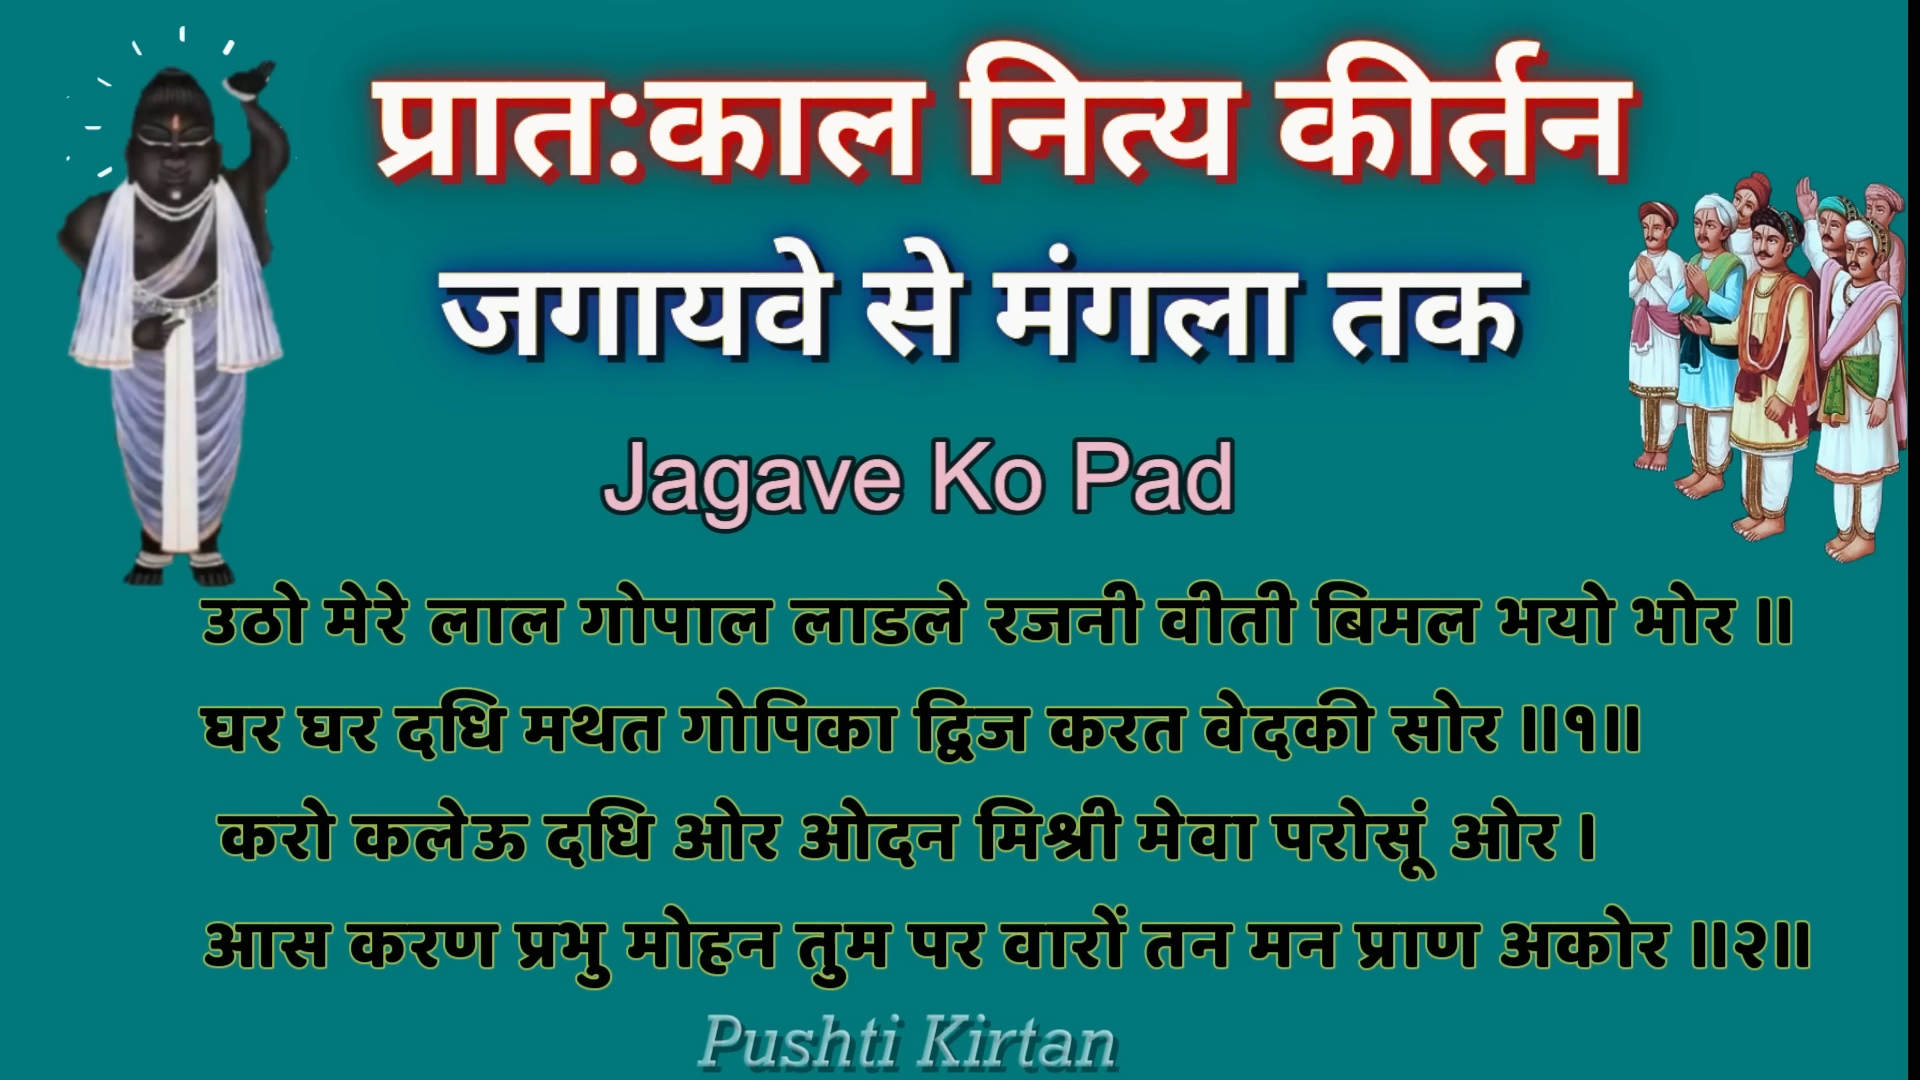 प्रात:काल नित्य कीर्तन
जगायवे से मंगला तक
Jagave Ko Pad
उठो मेरे लाल गोपाल लाडले रजनी वीती बिमल भयो भोर ॥
घर घर दधि मथत गोपिका द्विज करत वेदकी सोर ॥१॥
करो कलेऊ दधि ओर ओदन मिश्री मेवा परोसूं ओर ।
आस करण प्रभु मोहन तुम पर वारों तन मन प्राण अकोर ॥२॥
Pushti Kirtan